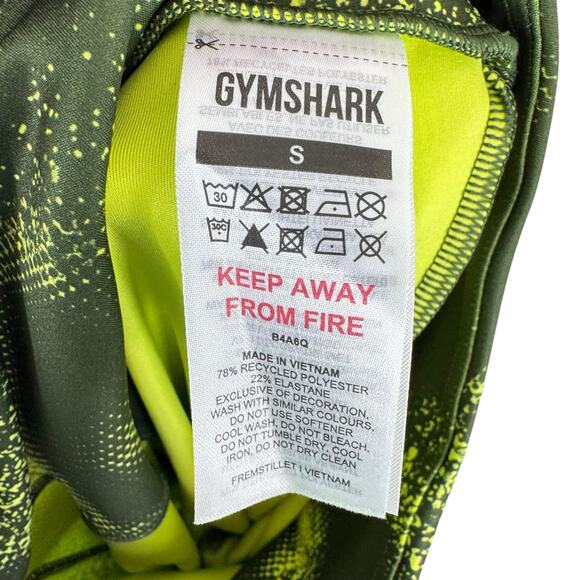 GYMSHARK
S
30
30C
KEEP AWAY
FROM FIRE
B4A6Q
MADE IN VIETNAM
78% RECYCLED POLYESTER
22% ELASTANE
EXCLUSIVE OF DECORATION,
WASH WITH SIMILAR COLOURS,
DO NOT USE SOFTENER
COOL WASH, DO NOT BLEACH,
DO NOT TUMBLE DRY, COOL
IRON, DO NOT DRY CLEAN
FREMSTILLET I VIETNAM